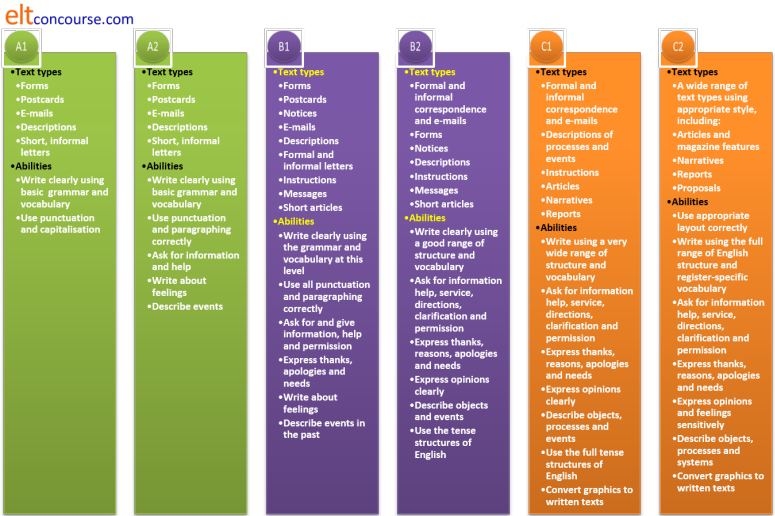 eltconcourse.com
A1
•Text types
•Forms
•Postcards
•E-mails
•Descriptions
•Short, informal
letters
•Abilities
•Write clearly using
basic grammar and
vocabulary
•Use punctuation
and capitalisation
A2
•Text types
•Forms
•Postcards
•E-mails
•Descriptions
•Short, informal
letters
•Abilities
•Write clearly using
basic grammar and
vocabulary
•Use punctuation
and paragraphing
correctly
•Ask for information
and help
•Write about
feelings
•Describe events
B1
•Text types
•Forms
•Postcards
•Notices
•E-mails
•Descriptions
•Formal and
informal letters
•Instructions
•Messages
•Short articles
•Abilities
•Write clearly using
the grammar and
vocabulary at this
level
•Use all punctuation
and paragraphing
correctly
•Ask for and give
information, help
and permission
•Express thanks,
apologies and
needs
•Write about
feelings
•Describe events in
the past
B2
•Text types
•Formal and
informal
correspondence
and e-mails
•Forms
•Notices
•Descriptions
•Instructions
•Messages
•Short articles
•Abilities
•Write clearly using
a good range of
structure and
vocabulary
•Ask for information
help, service,
directions,
clarification and
permission
•Express thanks,
reasons, apologies
and needs
•Express opinions
clearly
•Describe objects
and events
•Use the tense
structures of
English
C1
•Text types
•Formal and
informal
correspondence
and e-mails
•Descriptions of
processes and
events
•Instructions
•Articles
•Narratives
•Reports
•Abilities
•Write using a very
wide range of
structure and
vocabulary
•Ask for information
help, service,
directions,
clarification and
permission
•Express thanks,
reasons, apologies
and needs
•Express opinions
clearly
•Describe objects,
processes and
events
•Use the full tense
structures of
English
•Convert graphics to
written texts
C2
•Text types
•A wide range of
text types using
appropriate style,
including:
•Articles and
magazine features
•Narratives
•Reports
•Proposals
•Abilities
•Use appropriate
layout correctly
•Write using the full
range of English
structure and
register-specific
vocabulary
•Ask for information
help, service,
directions,
clarification and
permission
•Express thanks,
reasons, apologies
and needs
•Express opinions
and feelings
sensitively
•Describe objects,
processes and
systems
•Convert graphics to
written texts